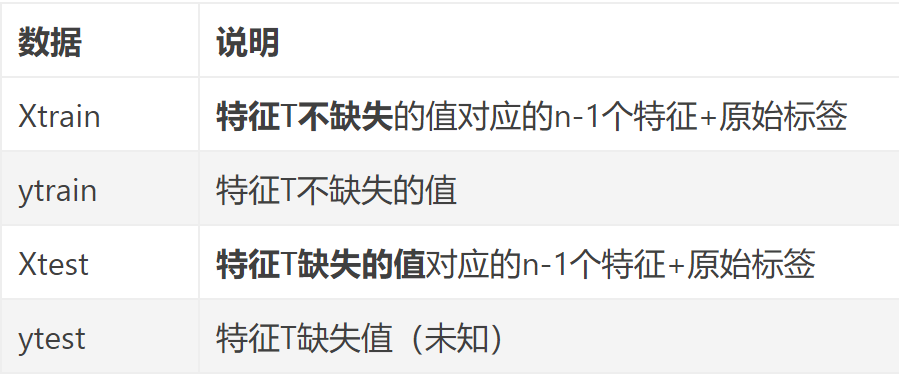 数据 说明
Xtrain 特征T不缺失的值对应的n-1个特征+原始标签
ytrain 特征T不缺失的值
Xtest 特征T缺失的值对应的n-1个特征+原始标签
ytest 特征T缺失值（未知）